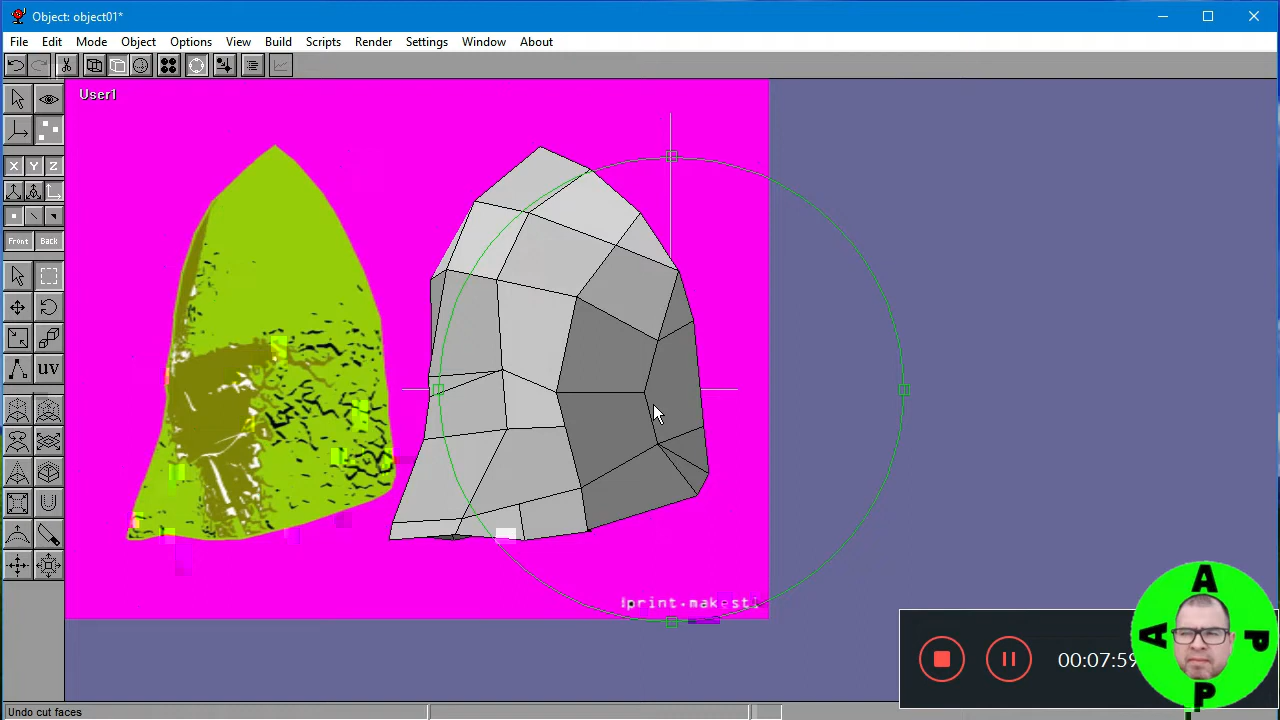 Object: object01*
File Edit Mode Object Options View Build Scripts Render Settings Window About
User1
X Y Z
Front Back
uv
00:07:59
A
A P
P
Undo cut faces